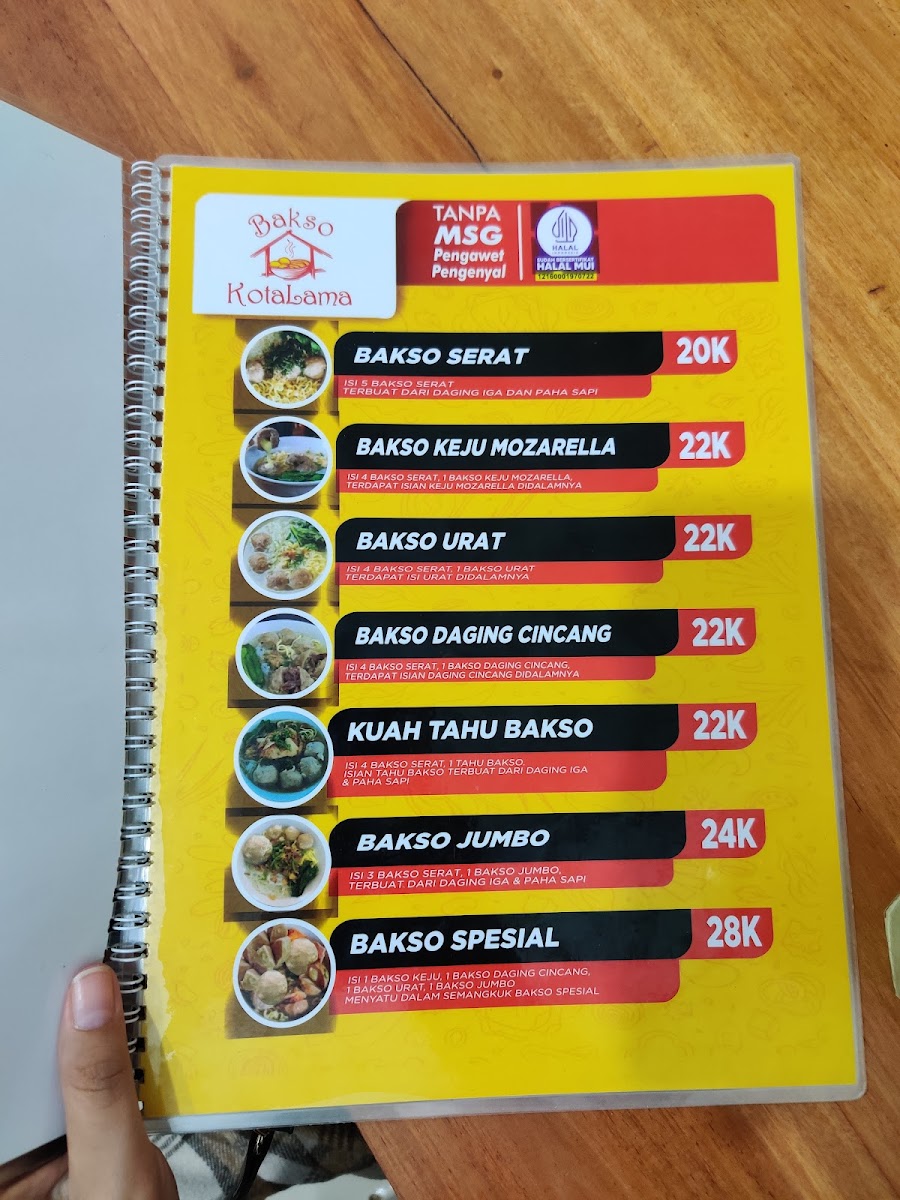 Bakso
KotaLama
TANPA
MSG
Pengawet
Pengenyal
HALAL
INDONESIA
SUDAH BERSERTIFIKAT
HALAL MUI
12160001970722
BAKSO SERAT
20K
ISI 5 BAKSO SERAT
TERBUAT DARI DAGING IGA DAN PAHA SAPI
BAKSO KEJU MOZARELLA
22K
ISI 4 BAKSO SERAT, 1 BAKSO KEJU MOZARELLA,
TERDAPAT ISIAN KEJU MOZARELLA DIDALAMNYA
BAKSO URAT
22K
ISI 4 BAKSO SERAT, 1 BAKSO URAT
TERDAPAT ISI URAT DIDALAMNYA
BAKSO DAGING CINCANG
22K
ISI 4 BAKSO SERAT, 1 BAKSO DAGING CINCANG,
TERDAPAT ISIAN DAGING CINCANG DIDALAMNYA
KUAH TAHU BAKSO
22K
ISI 4 BAKSO SERAT, 1 TAHU BAKSO.
ISIAN TAHU BAKSO TERBUAT DARI DAGING IGA
& PAHA SAPI
BAKSO JUMBO
24K
ISI 3 BAKSO SERAT, 1 BAKSO JUMBO,
TERBUAT DARI DAGING IGA & PAHA SAPI
BAKSO SPESIAL
28K
ISI 1 BAKSO KEJU, 1 BAKSO DAGING CINCANG,
1 BAKSO URAT, 1 BAKSO JUMBO
MENYATU DALAM SEMANGKUK BAKSO SPESIAL